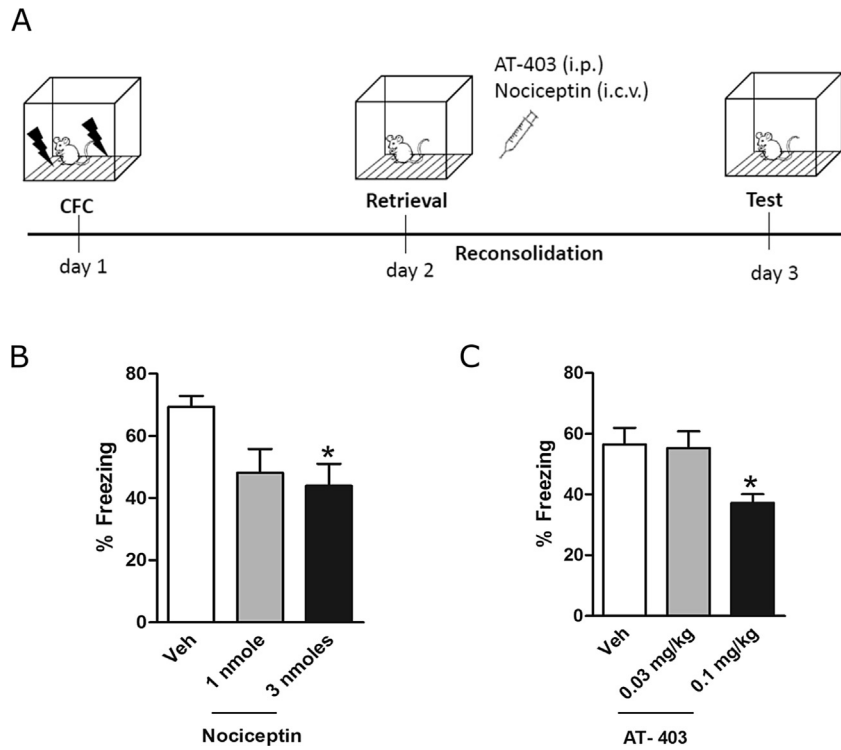 A
AT-403 (i.p.)
Nociceptin (i.c.v.)
CFC
Retrieval
Test
day 1
day 2
Reconsolidation
day 3
B
% Freezing
80
60
40
20
0
*
Veh
1 nmole
3 nmoles
Nociceptin
C
% Freezing
80
60
40
20
0
*
Veh
0.03 mg/kg
0.1 mg/kg
AT- 403